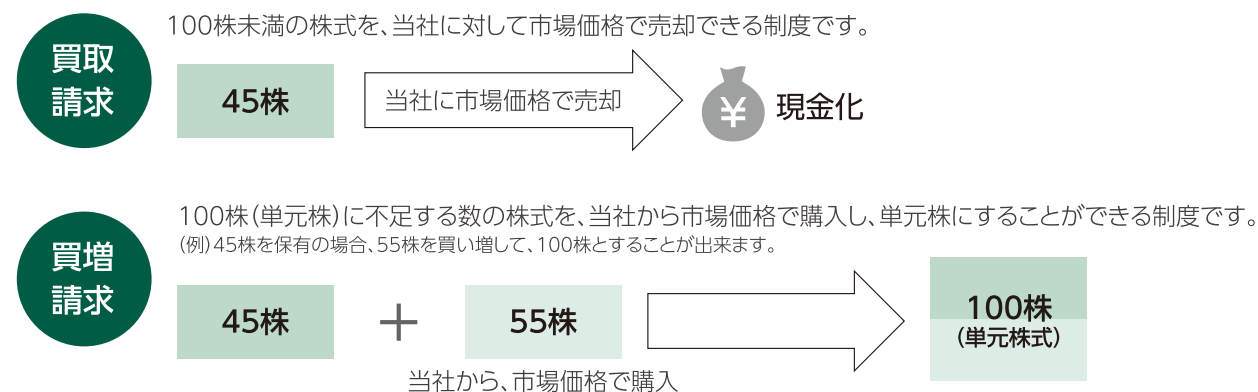 買取
請求
100株未満の株式を、当社に対して市場価格で売却できる制度です。
45株
当社に市場価格で売却
¥
現金化
買増
請求
100株(単元株)に不足する数の株式を、当社から市場価格で購入し、単元株にすることができる制度です。
(例)45株を保有の場合、55株を買い増して、100株とすることが出来ます。
45株
+
55株
当社から、市場価格で購入
100株
(単元株式)